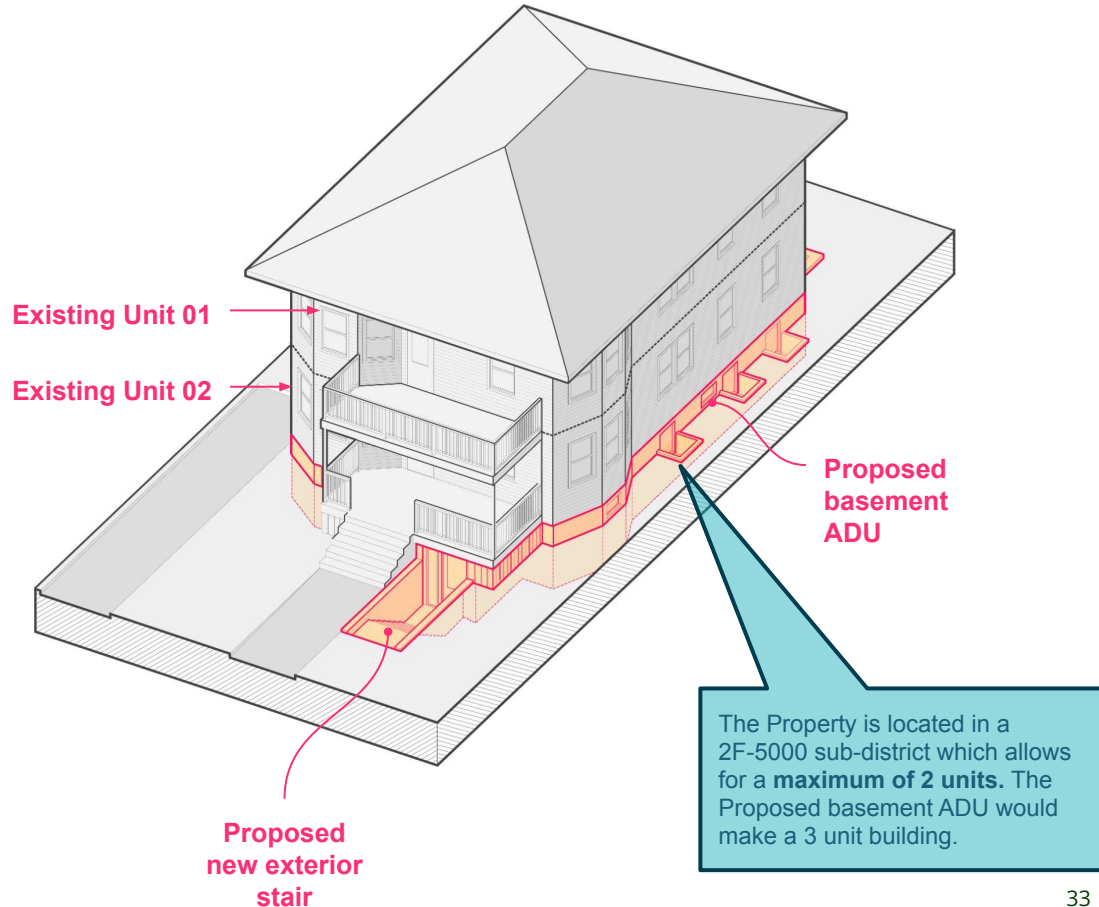 Existing Unit 01
Existing Unit 02
Proposed
basement
ADU
The Property is located in a
2F-5000 sub-district which allows
for a maximum of 2 units. The
Proposed basement ADU would
make a 3 unit building.
Proposed
new exterior
stair
33